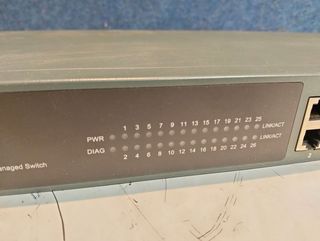 1 3 5 7 9 11 13 15 17 19 21 23 25
PWR LINK/ACT
DIAG LINK/ACT
2 4 6 8 10 12 14 16 18 20 22 24 26
anaged Switch
2